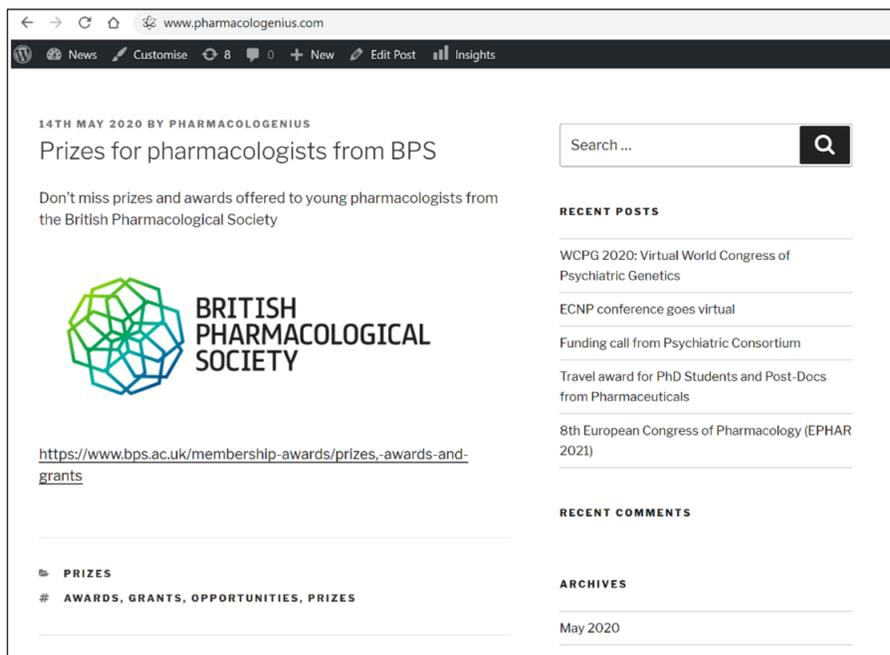 www.pharmacologenius.com
News Customise 8 0 New Edit Post Insights
14TH MAY 2020 BY PHARMACOLOGENIUS
Prizes for pharmacologists from BPS
Don't miss prizes and awards offered to young pharmacologists from
the British Pharmacological Society
BRITISH
PHARMACOLOGICAL
SOCIETY
https://www.bps.ac.uk/membership-awards/prizes,-awards-and-
grants
PRIZES
# AWARDS, GRANTS, OPPORTUNITIES, PRIZES
Search ...
RECENT POSTS
WCPG 2020: Virtual World Congress of
Psychiatric Genetics
ECNP conference goes virtual
Funding call from Psychiatric Consortium
Travel award for PhD Students and Post-Docs
from Pharmaceuticals
8th European Congress of Pharmacology (EPHAR
2021)
RECENT COMMENTS
ARCHIVES
May 2020